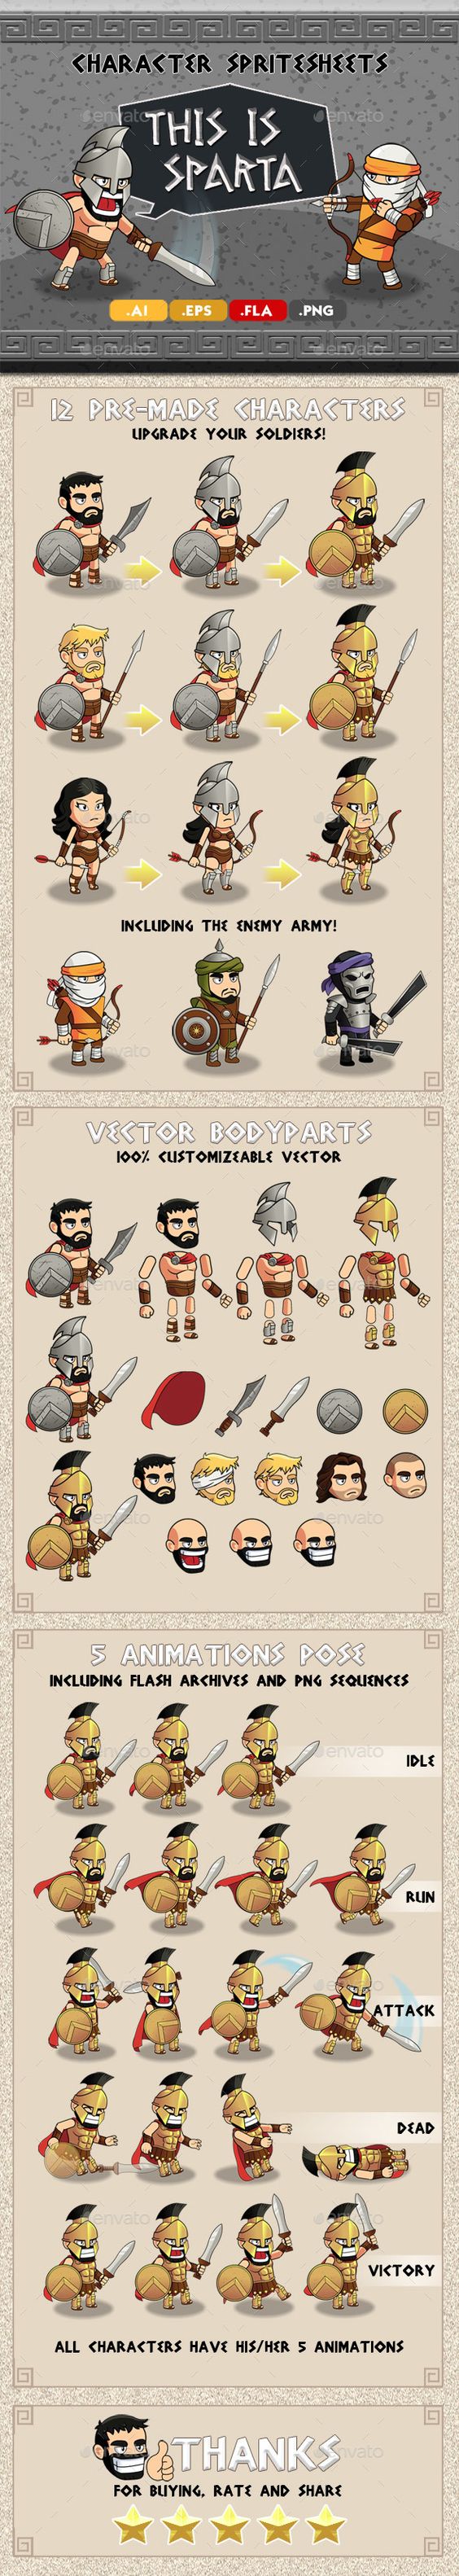 CHARACTER SPRITESHEETS
THIS IS
SPARTA
.AI .EPS .FLA .PNG
12 PRE-MADE CHARACTERS
UPGRADE YOUR SOLDIERS!
INCLUDING THE ENEMY ARMY!
VECTOR BODYPARTS
100% CUSTOMIZEABLE VECTOR
5 ANIMATIONS POSE
INCLUDING FLASH ARCHIVES AND PNG SEQUENCES
IDLE
RUN
ATTACK
DEAD
VICTORY
ALL CHARACTERS HAVE HIS/HER 5 ANIMATIONS
THANKS
FOR BUYING, RATE AND SHARE